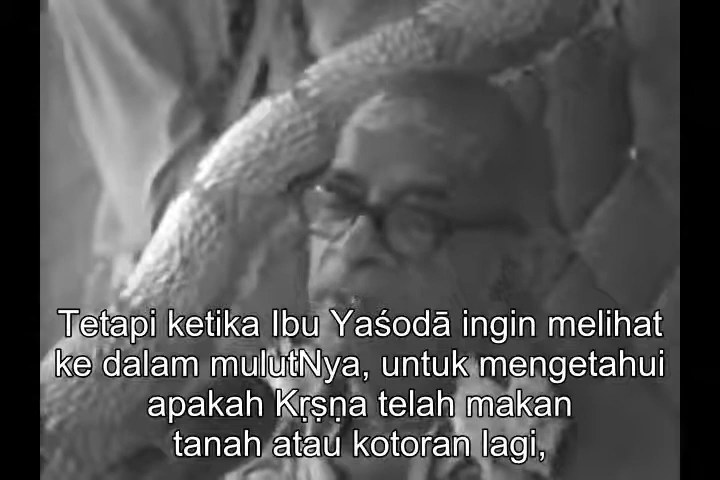 Tetapi ketika Ibu Yaśodā ingin melihat
ke dalam mulutNya, untuk mengetahui
apakah Kṛṣṇa telah makan
tanah atau kotoran lagi,